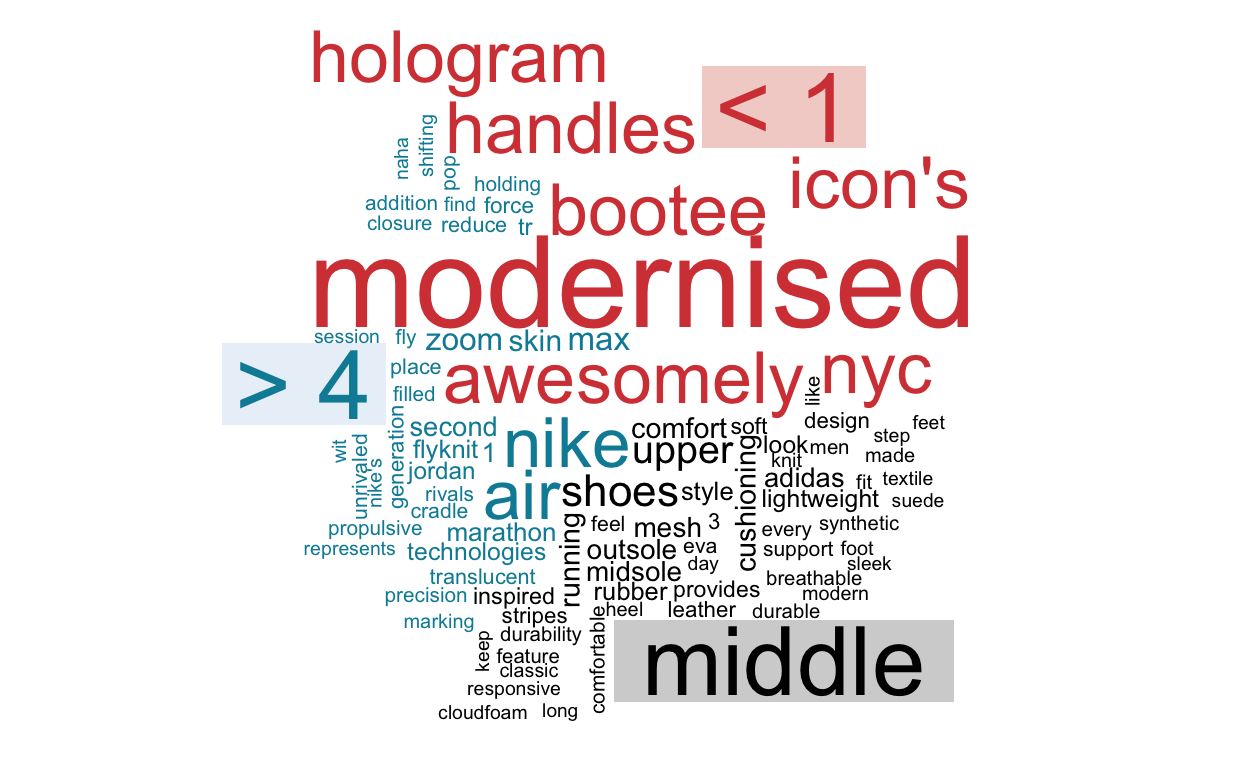 hologram
handles
< 1
naha
shifting
pop
holding
icon's
addition find force
bootee
closure reduce tr
modernised
session fly zoom skin max
> 4
place
awesomely
nyc
filled
like
generation
second
nike
comfort soft
design
feet
wit
unrivaled
nike's
flyknit 1
upper
cushioning
look men
step
knit
made
jordan
air
shoes style
adidas fit textile
rivals
lightweight suede
cradle
propulsive
marathon
running
feel mesh 3
every synthetic
represents technologies
outsole eva
support foot
translucent
midsole day
sleek
breathable
precision inspired
rubber provides
modern
marking
stripes
comfortable
heel leather durable
keep
durability
middle
feature
classic
responsive
cloudfoam long